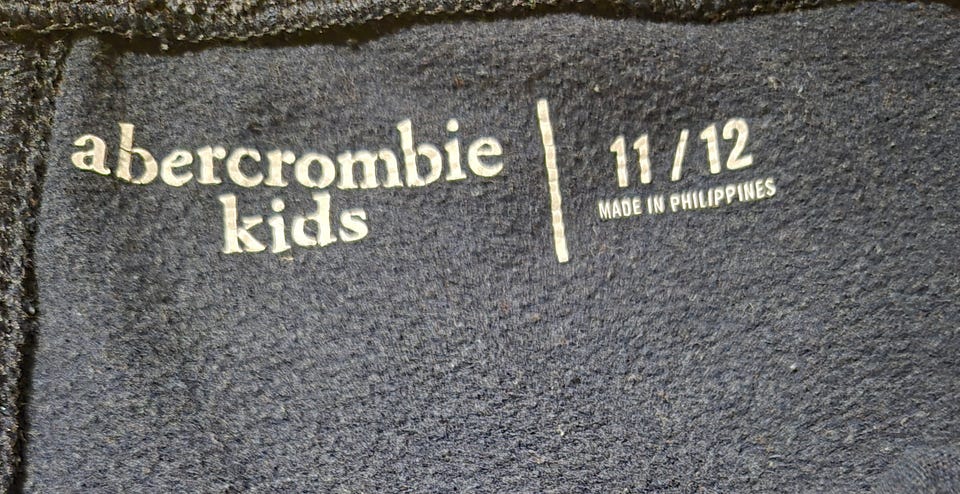 abercrombie
kids
11 / 12
MADE IN PHILIPPINES